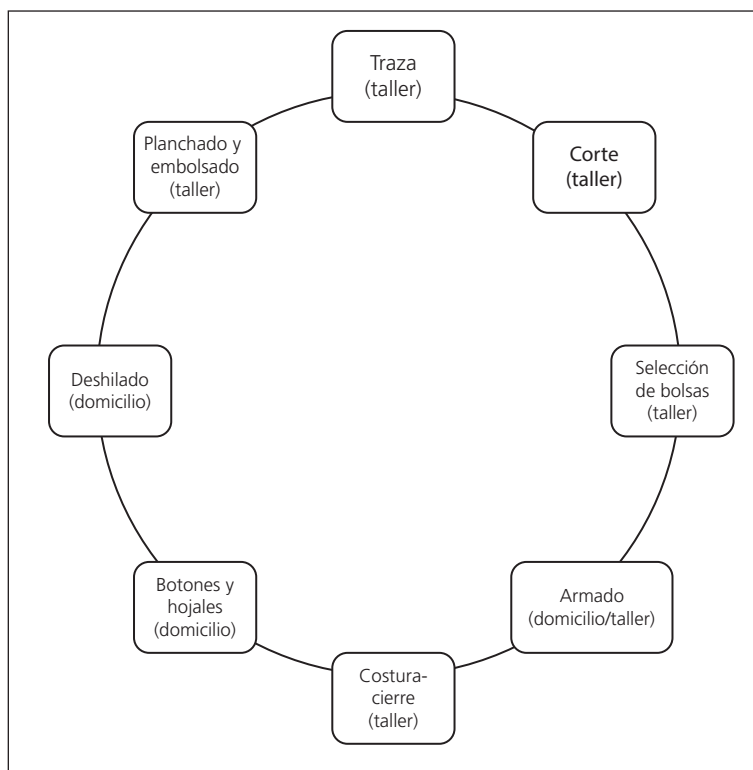 Traza
(taller)
Corte
(taller)
Selección
de bolsas
(taller)
Armado
(domicilio/taller)
Costura-
cierre
(taller)
Botones y
hojales
(domicilio)
Deshilado
(domicilio)
Planchado y
embolsado
(taller)